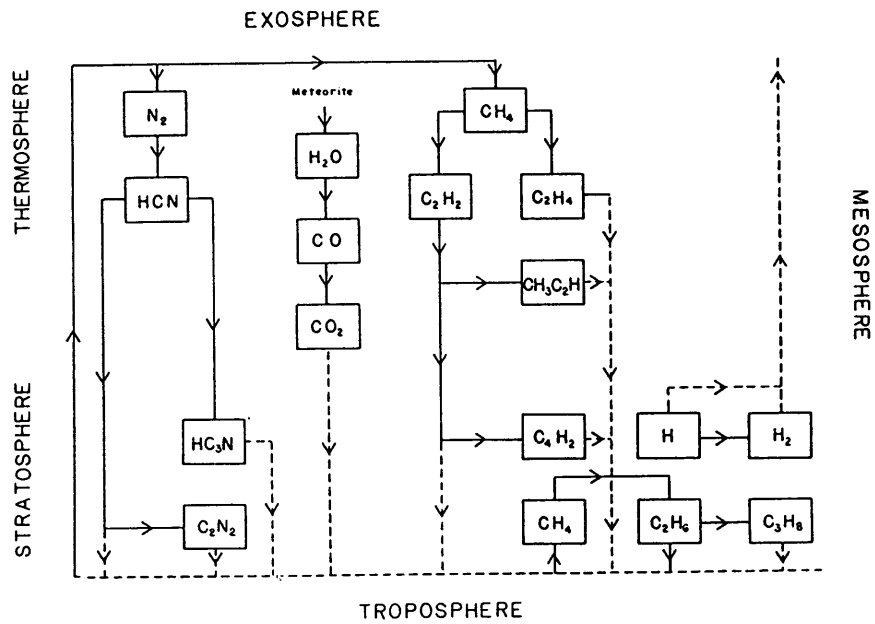 EXOSPHERE
THERMOSPHERE
STRATOSPHERE
MESOSPHERE
TROPOSPHERE
N₂
HCN
HC₃N
C₂N₂
Meteorite
H₂O
CO
CO₂
CH₄
C₂H₂
C₂H₄
CH₃C₂H
C₄H₂
CH₄
C₂H₆
C₃H₈
H
H₂